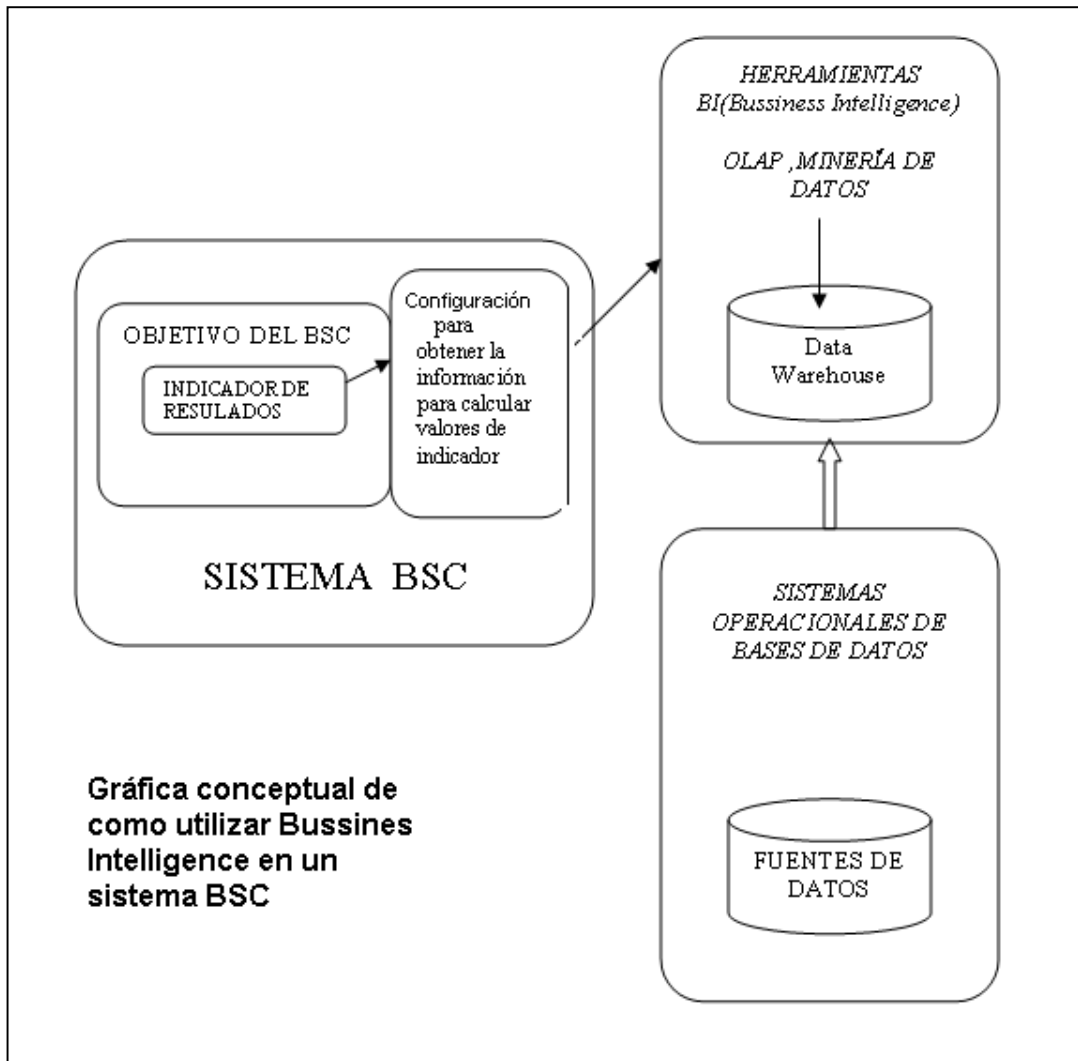 HERRAMIENTAS
BI(Bussiness Intelligence)
OLAP ,MINERÍA DE
DATOS
Data
Warehouse
OBJETIVO DEL BSC
INDICADOR DE
RESULADOS
Configuración
para
obtener la
información
para calcular
valores de
indicador
SISTEMA BSC
SISTEMAS
OPERACIONALES DE
BASES DE DATOS
FUENTES DE
DATOS
Gráfica conceptual de
como utilizar Bussines
Intelligence en un
sistema BSC